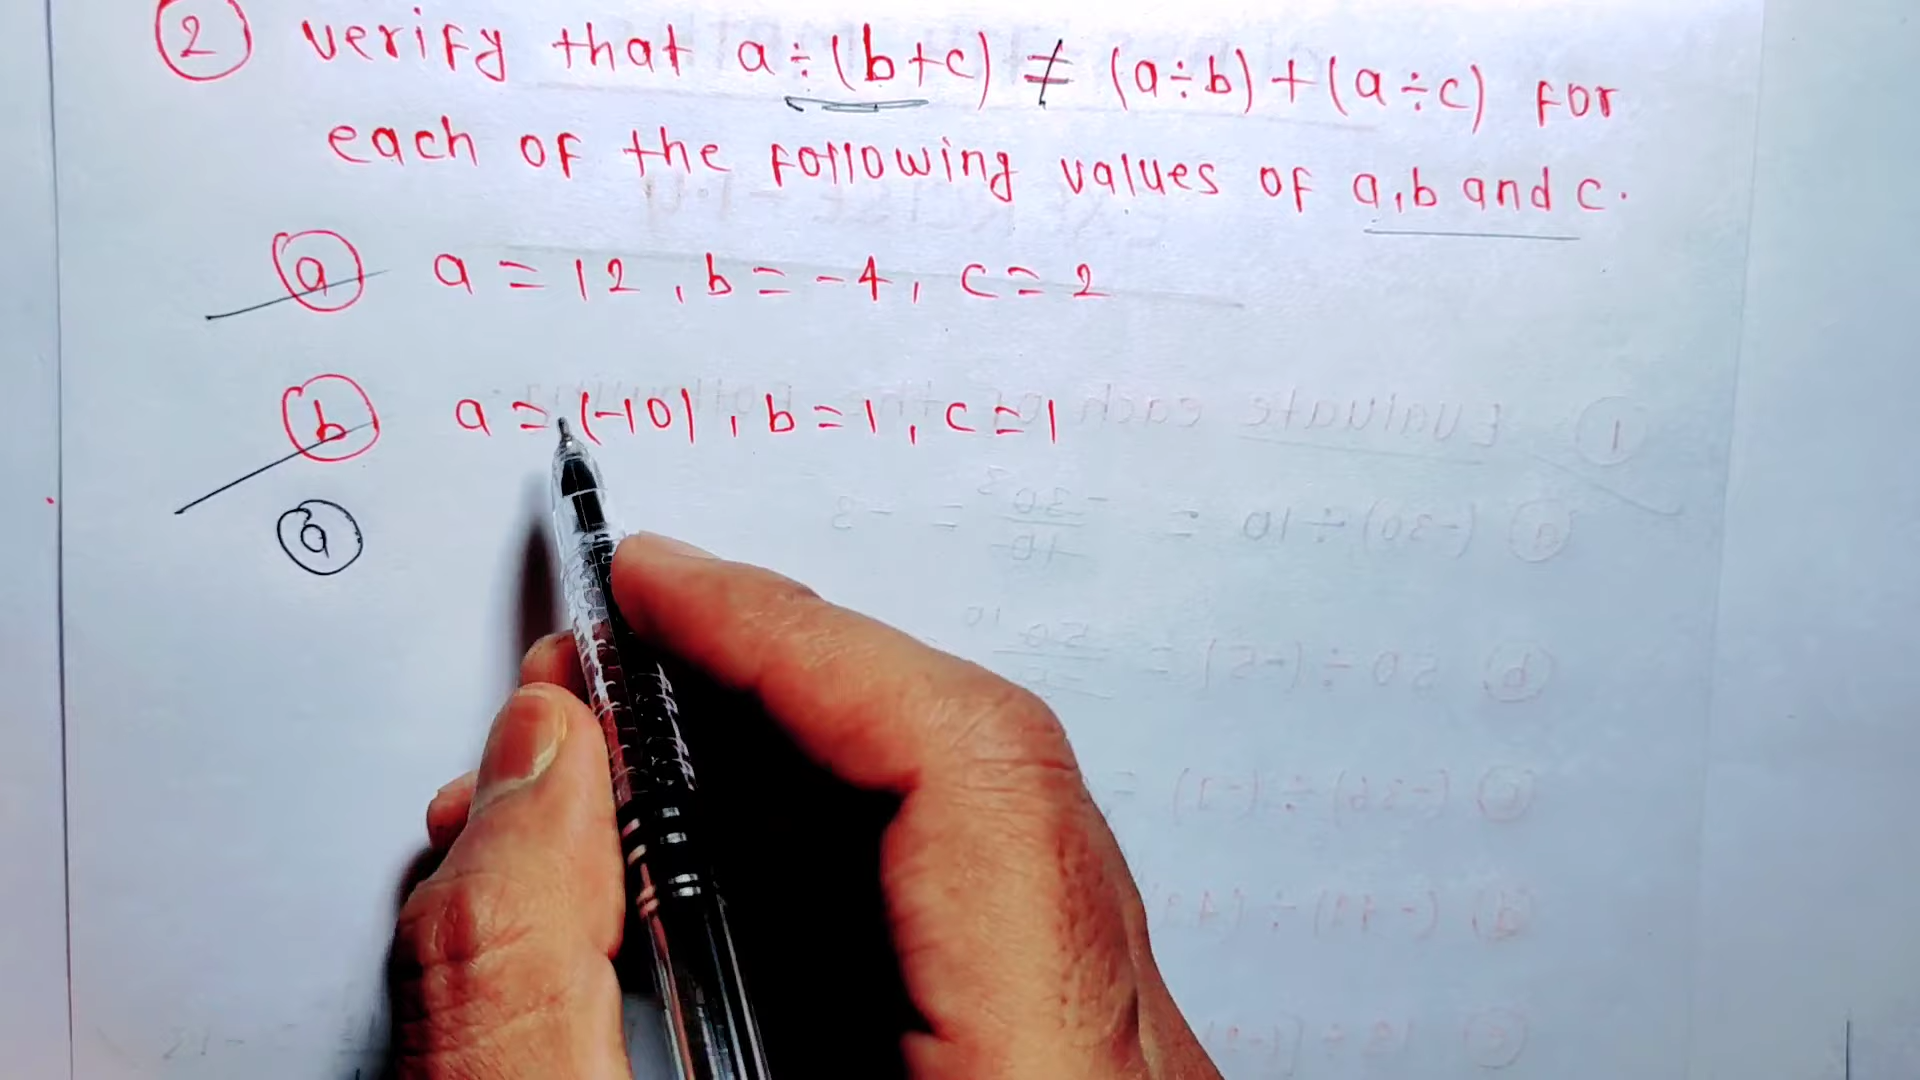 2 verify that a÷(b+c) ≠ (a÷b)+(a÷c) for
each of the following values of a,b and c.
a a = 12, b = -4, c = 2
b a = (-10), b = 1, c = 1
a